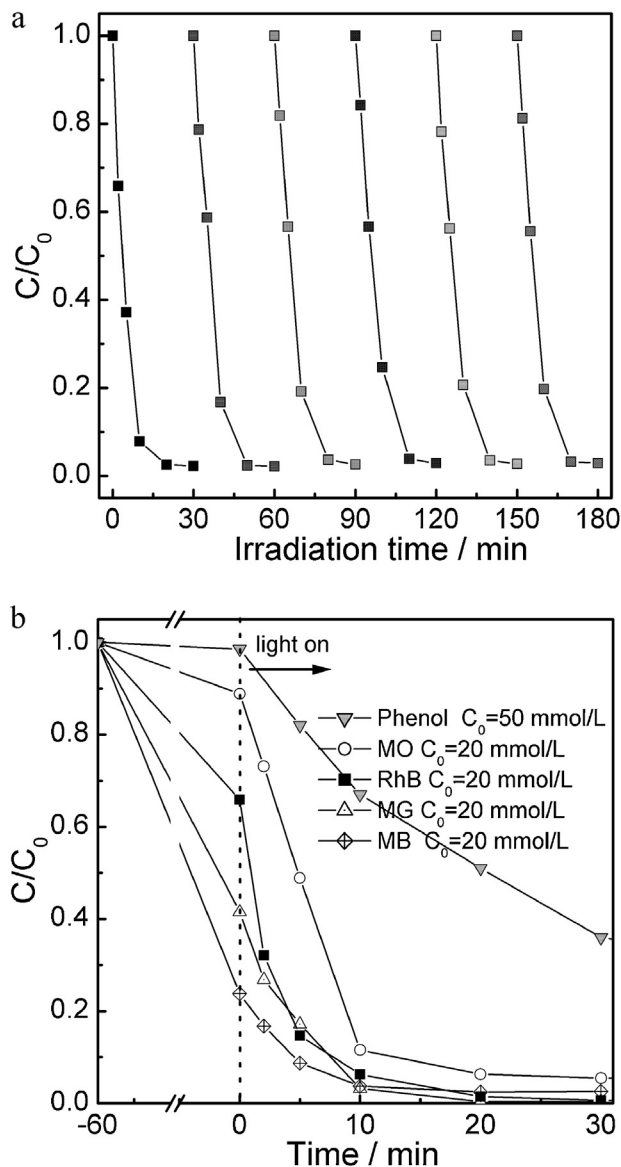 a
1.0
0.8
0.6
0.4
0.2
0.0
C/C₀
0 30 60 90 120 150 180
Irradiation time / min
b
1.0
0.8
0.6
0.4
0.2
0.0
C/C₀
light on
Phenol C₀=50 mmol/L
MO C₀=20 mmol/L
RhB C₀=20 mmol/L
MG C₀=20 mmol/L
MB C₀=20 mmol/L
-60 0 10 20 30
Time / min